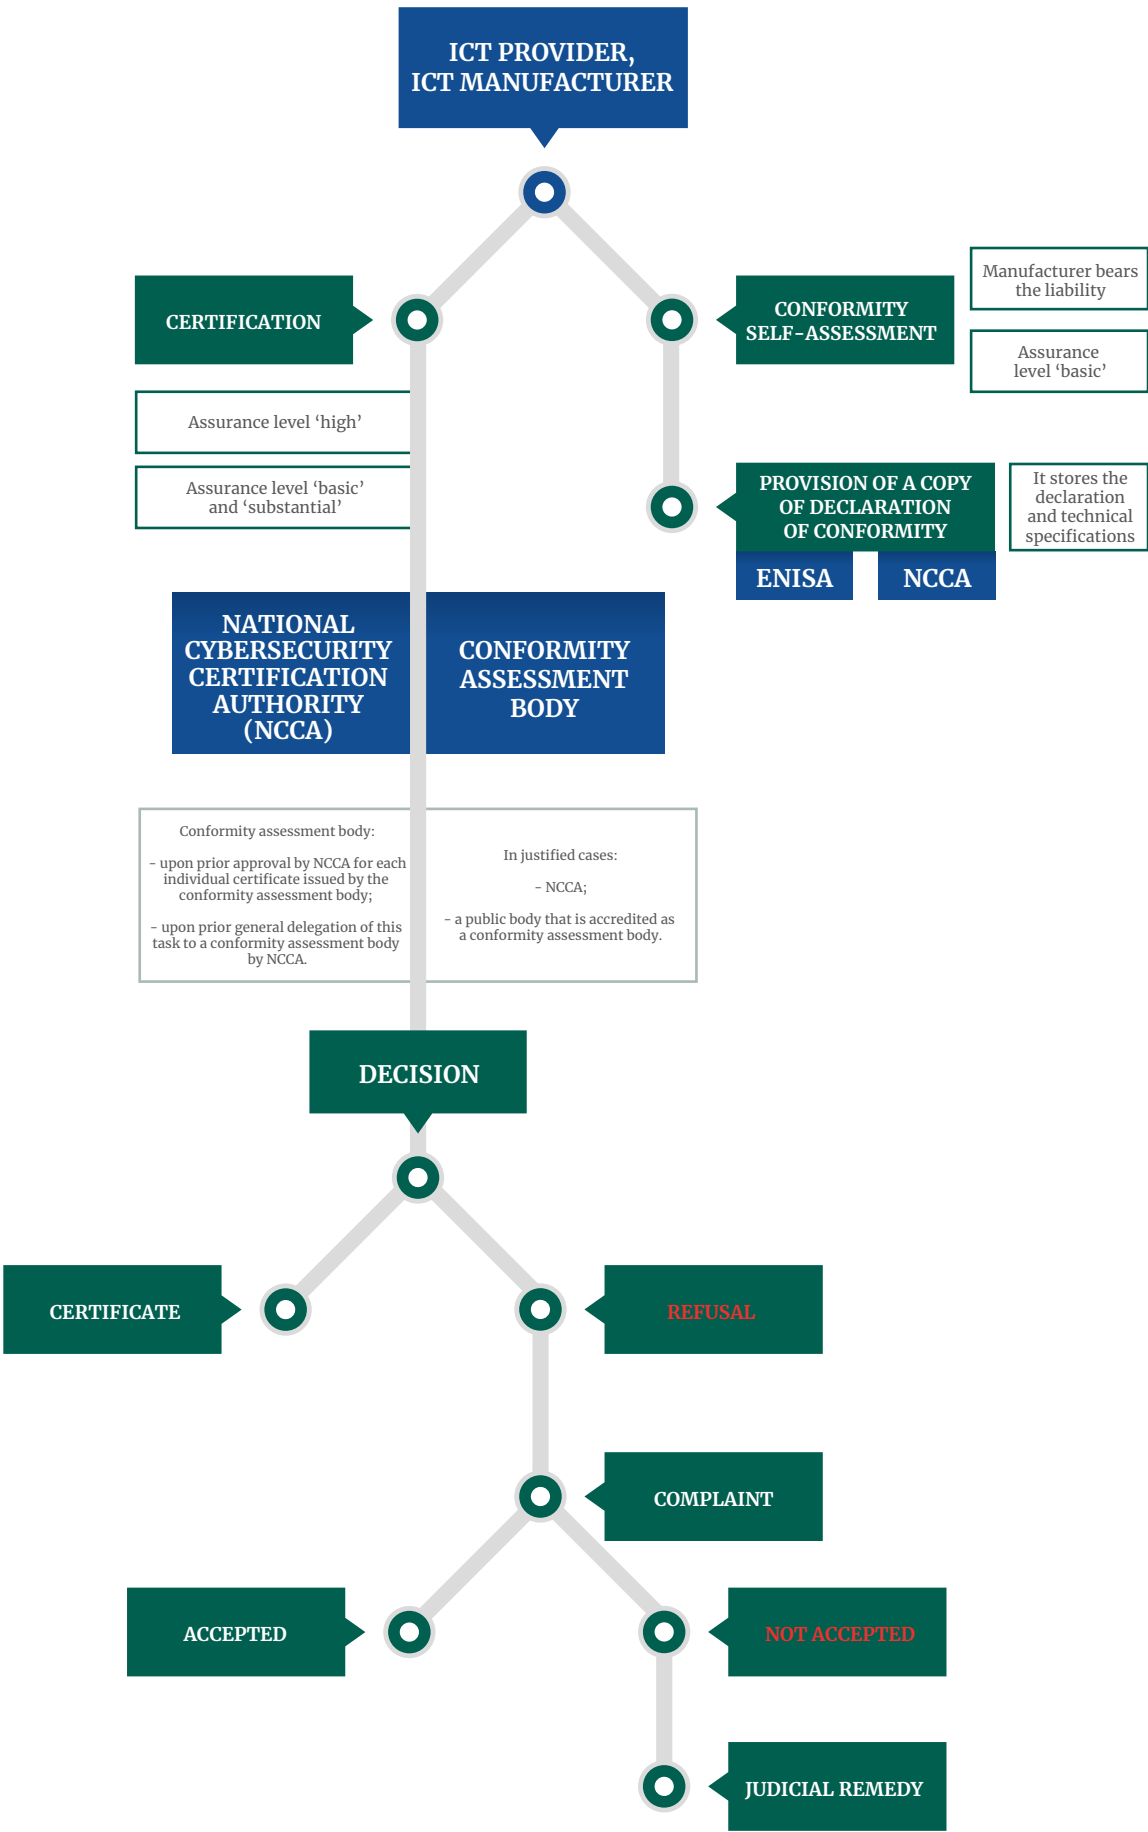 ICT PROVIDER,
ICT MANUFACTURER
CERTIFICATION
CONFORMITY
SELF-ASSESSMENT
Manufacturer bears
the liability
Assurance
level ‘basic’
Assurance level ‘high’
Assurance level ‘basic’
and ‘substantial’
PROVISION OF A COPY
OF DECLARATION
OF CONFORMITY
It stores the
declaration
and technical
specifications
ENISA
NCCA
NATIONAL
CYBERSECURITY
CERTIFICATION
AUTHORITY
(NCCA)
CONFORMITY
ASSESSMENT
BODY
Conformity assessment body:
- upon prior approval by NCCA for each
individual certificate issued by the
conformity assessment body;
- upon prior general delegation of this
task to a conformity assessment body
by NCCA.
In justified cases:
- NCCA;
- a public body that is accredited as
a conformity assessment body.
DECISION
CERTIFICATE
REFUSAL
COMPLAINT
ACCEPTED
NOT ACCEPTED
JUDICIAL REMEDY